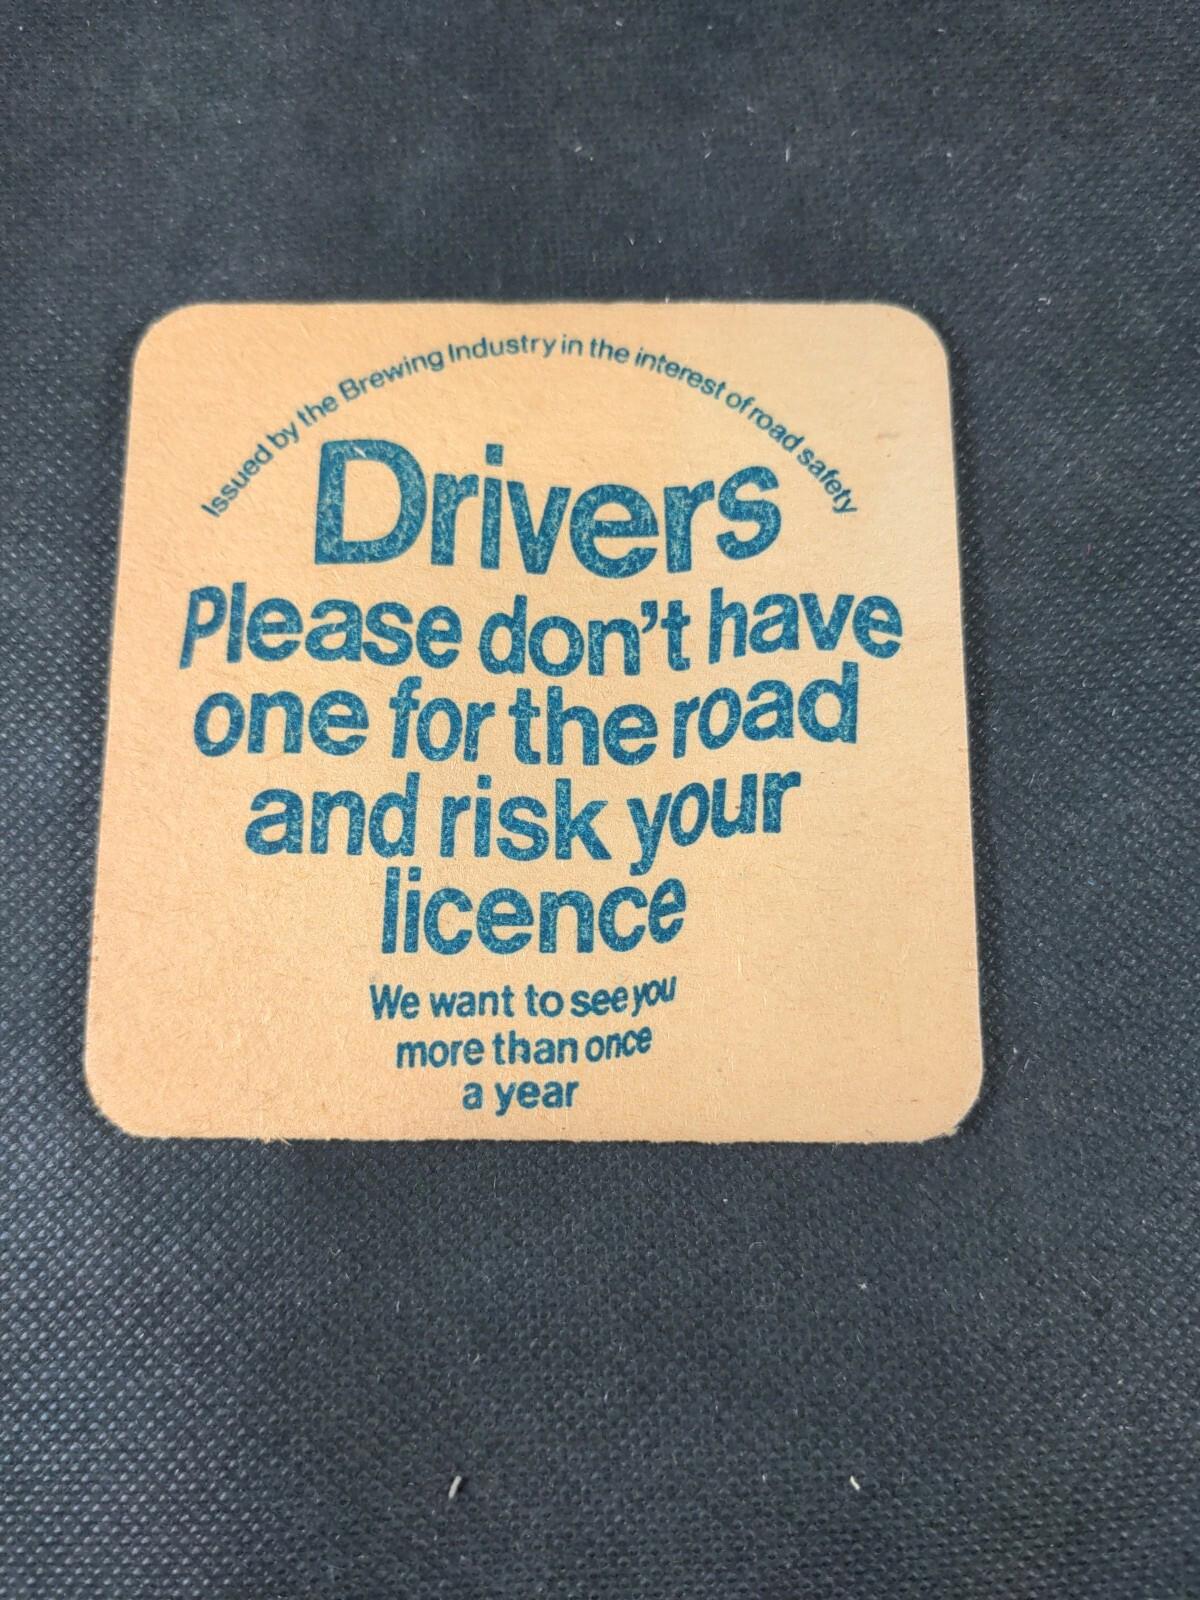 Issued by the Brewing Industry in the interest of road safety
Drivers
Please don't have
one for the road
and risk your
licence
We want to see you
more than once
a year